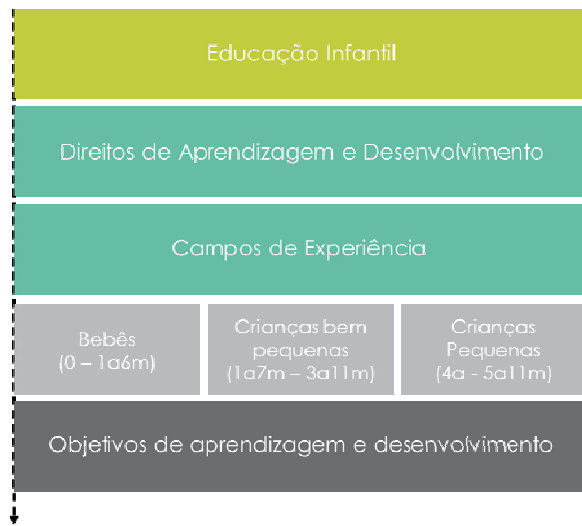 Educação Infantil
Direitos de Aprendizagem e Desenvolvimento
Campos de Experiência
Bebês
(0 – 1a6m)
Crianças bem
pequenas
(1a7m – 3a11m)
Crianças
Pequenas
(4a - 5a11m)
Objetivos de aprendizagem e desenvolvimento